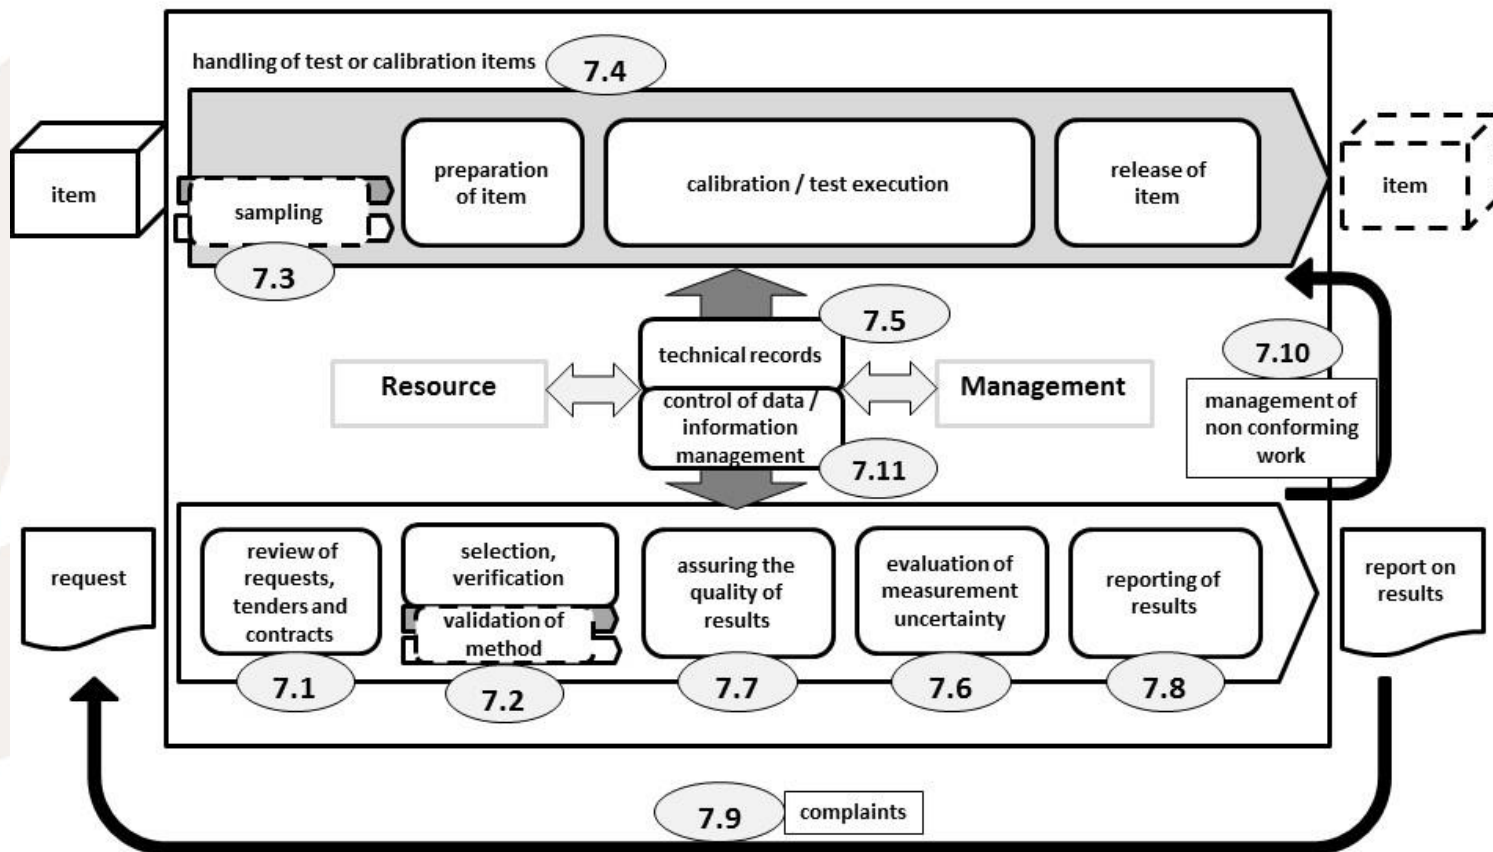 handling of test or calibration items
7.4
item
sampling
7.3
preparation
of item
calibration / test execution
release of
item
item
7.5
technical records
Resource
Management
control of data /
information
management
7.11
7.10
management of
non conforming
work
request
review of
requests,
tenders and
contracts
7.1
selection,
verification
validation of
method
7.2
assuring the
quality of
results
7.7
evaluation of
measurement
uncertainty
7.6
reporting of
results
7.8
report on
results
7.9
complaints